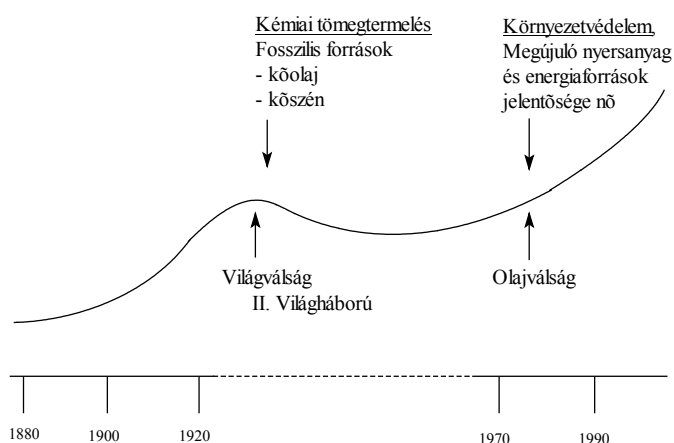 Kémiai tömegtermelés
Fosszilis források
- kõolaj
- kõszén
Környezetvédelem,
Megújuló nyersanyag
és energiaforrások
jelentõsége nõ
Világválság
II. Világháború
Olajválság
1880
1900
1920
1970
1990